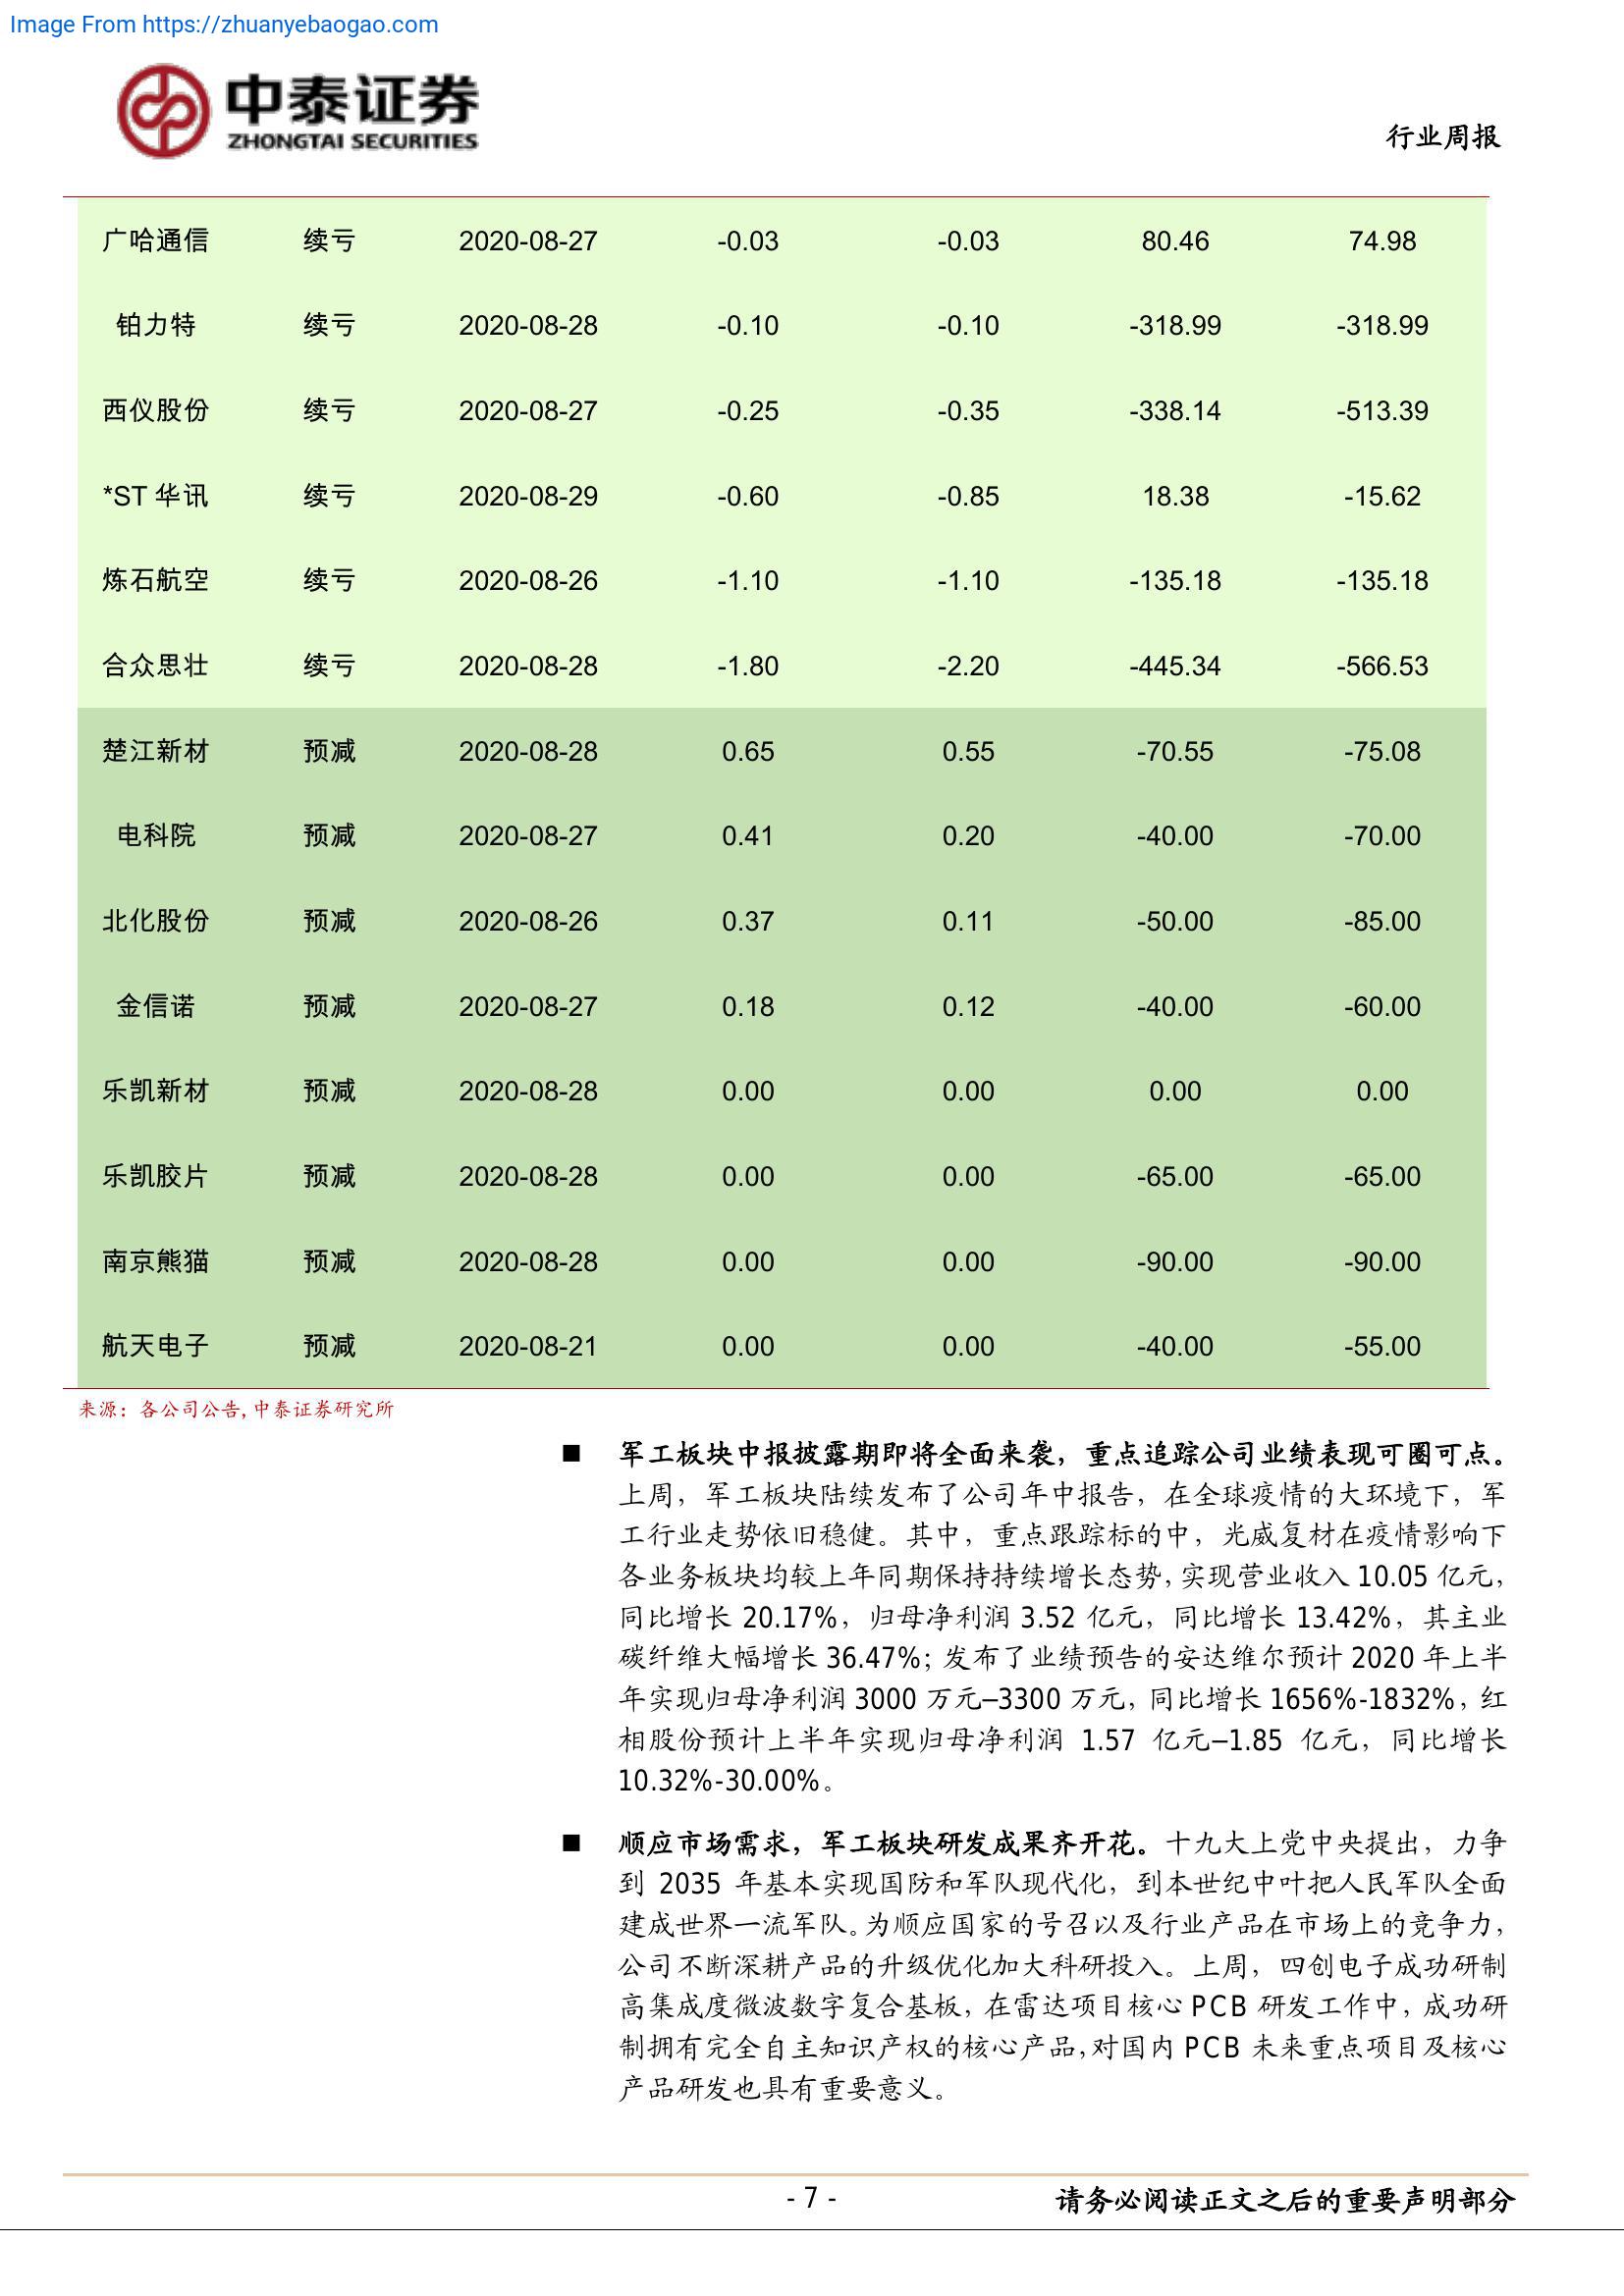 Image From https://zhuanyebaogao.com
中泰证券
ZHONGTAI SECURITIES
行业周报
广哈通信 续亏 2020-08-27 -0.03 -0.03 80.46 74.98
铂力特 续亏 2020-08-28 -0.10 -0.10 -318.99 -318.99
西仪股份 续亏 2020-08-27 -0.25 -0.35 -338.14 -513.39
*ST 华讯 续亏 2020-08-29 -0.60 -0.85 18.38 -15.62
炼石航空 续亏 2020-08-26 -1.10 -1.10 -135.18 -135.18
合众思壮 续亏 2020-08-28 -1.80 -2.20 -445.34 -566.53
楚江新材 预减 2020-08-28 0.65 0.55 -70.55 -75.08
电科院 预减 2020-08-27 0.41 0.20 -40.00 -70.00
北化股份 预减 2020-08-26 0.37 0.11 -50.00 -85.00
金信诺 预减 2020-08-27 0.18 0.12 -40.00 -60.00
乐凯新材 预减 2020-08-28 0.00 0.00 0.00 0.00
乐凯胶片 预减 2020-08-28 0.00 0.00 -65.00 -65.00
南京熊猫 预减 2020-08-28 0.00 0.00 -90.00 -90.00
航天电子 预减 2020-08-21 0.00 0.00 -40.00 -55.00
来源：各公司公告,中泰证券研究所
■ 军工板块中报披露期即将全面来袭，重点追踪公司业绩表现可圈可点。
上周，军工板块陆续发布了公司年中报告，在全球疫情的大环境下，军
工行业走势依旧稳健。其中，重点跟踪标的中，光威复材在疫情影响下
各业务板块均较上年同期保持持续增长态势，实现营业收入 10.05 亿元，
同比增长 20.17%，归母净利润 3.52 亿元，同比增长 13.42%，其主业
碳纤维大幅增长 36.47%；发布了业绩预告的安达维尔预计 2020 年上半
年实现归母净利润 3000 万元—3300 万元，同比增长 1656%-1832%，红
相股份预计上半年实现归母净利润 1.57 亿元—1.85 亿元，同比增长
10.32%-30.00%。
■ 顺应市场需求，军工板块研发成果齐开花。十九大上党中央提出，力争
到 2035 年基本实现国防和军队现代化，到本世纪中叶把人民军队全面
建成世界一流军队。为顺应国家的号召以及行业产品在市场上的竞争力，
公司不断深耕产品的升级优化加大科研投入。上周，四创电子成功研制
高集成度微波数字复合基板，在雷达项目核心 PCB 研发工作中，成功研
制拥有完全自主知识产权的核心产品，对国内 PCB 未来重点项目及核心
产品研发也具有重要意义。
- 7 -
请务必阅读正文之后的重要声明部分